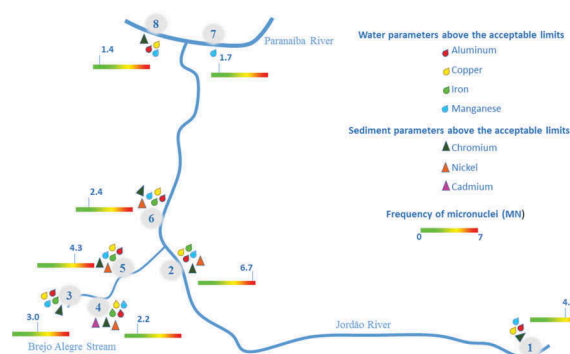 8
7
Paranaíba River
1.4
1.7
Water parameters above the acceptable limits
Aluminum
Copper
Iron
Manganese
Sediment parameters above the acceptable limits
Chromium
Nickel
Cadmium
2.4
6
Frequency of micronuclei (MN)
0 7
4.3
5
2
6.7
3
4
3.0
2.2
Brejo Alegre Stream
Jordão River
4.
1